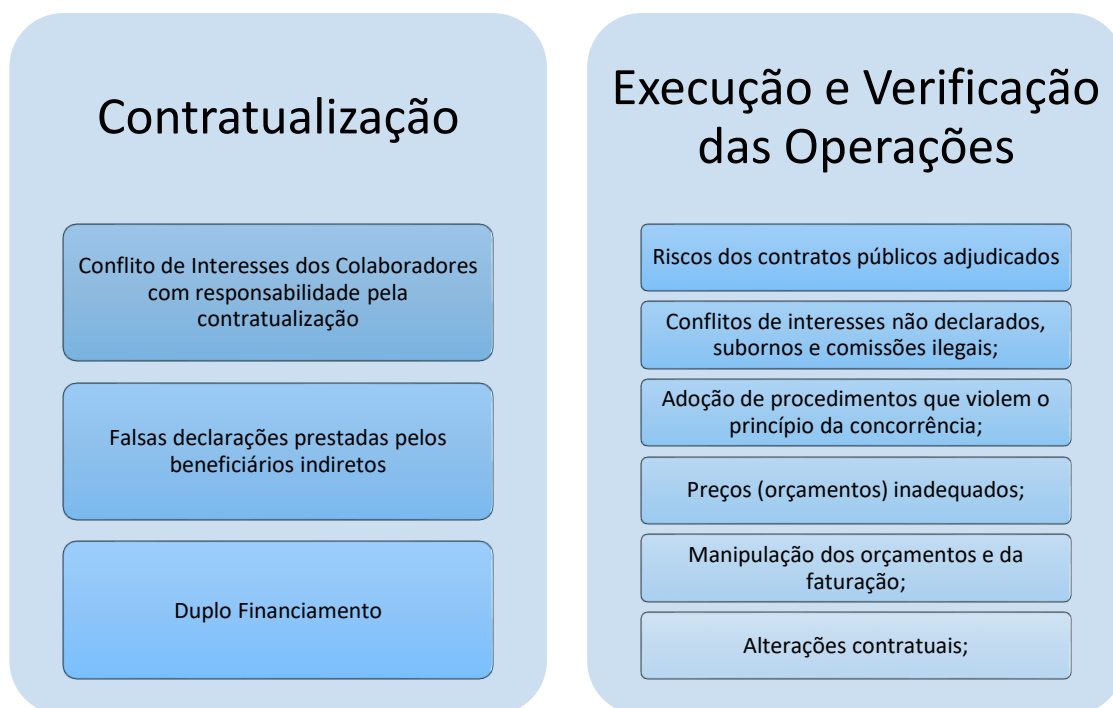 Contratualização
Conflito de Interesses dos Colaboradores
com responsabilidade pela
contratualização
Falsas declarações prestadas pelos
beneficiários indiretos
Duplo Financiamento
Execução e Verificação
das Operações
Riscos dos contratos públicos adjudicados
Conflitos de interesses não declarados,
subornos e comissões ilegais;
Adoção de procedimentos que violem o
princípio da concorrência;
Preços (orçamentos) inadequados;
Manipulação dos orçamentos e da
faturação;
Alterações contratuais;